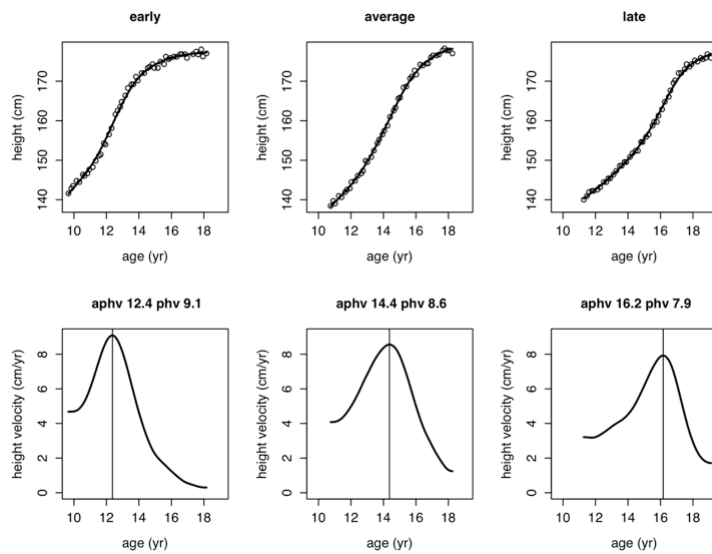 early
average
late
height (cm)
140 150 160 170
10 12 14 16 18
age (yr)
height (cm)
140 150 160 170
10 12 14 16 18
age (yr)
height (cm)
140 150 160 170
10 12 14 16 18
age (yr)
aphv 12.4 phv 9.1
aphv 14.4 phv 8.6
aphv 16.2 phv 7.9
height velocity (cm/yr)
0 2 4 6 8
10 12 14 16 18
age (yr)
height velocity (cm/yr)
0 2 4 6 8
10 12 14 16 18
age (yr)
height velocity (cm/yr)
0 2 4 6 8
10 12 14 16 18
age (yr)